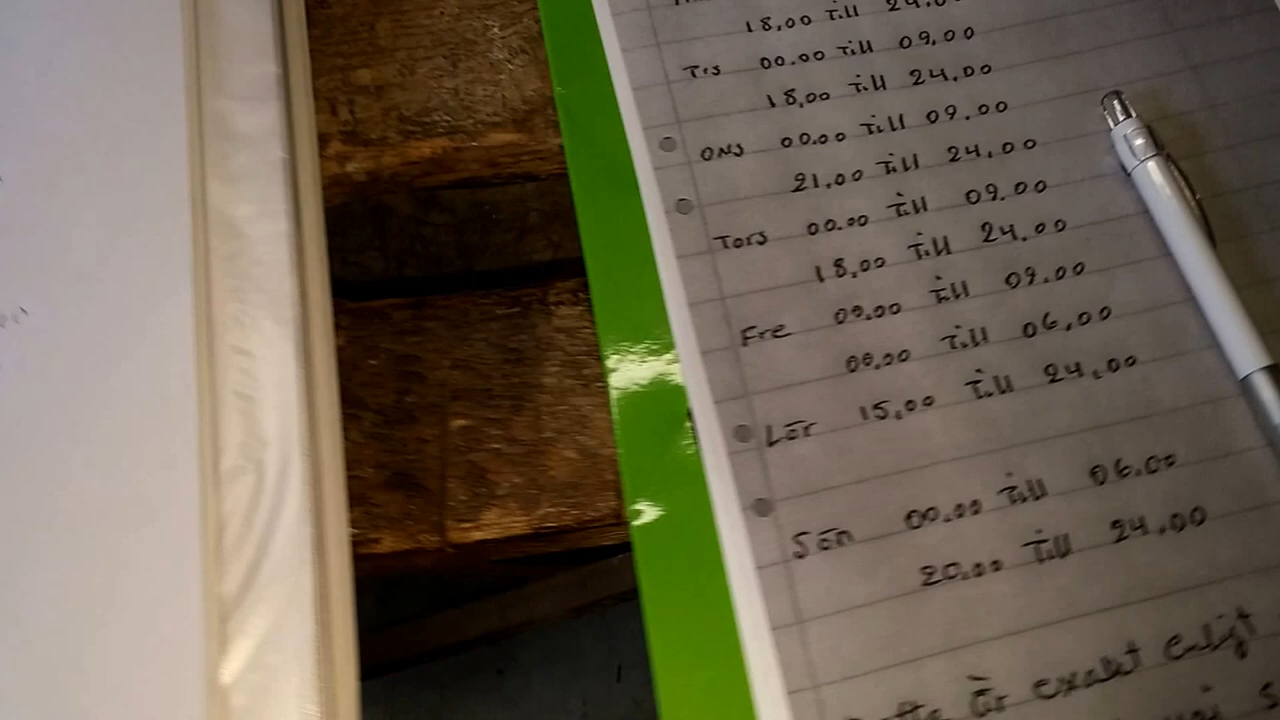 18,00 Till 24.0
Tis 00.00 Till 09,00
18,00 Till 24.00
ONS 00.00 Till 09.00
21,00 Till 24,00
Tors 00.00 Till 09.00
18,00 Till 24.00
Fre 00.00 Till 09.00
00.00 Till 06,00
LÖr 15,00 Till 24,00
SÖn 00.00 Till 06.00
20.00 Till 24,00
är exakt enligt